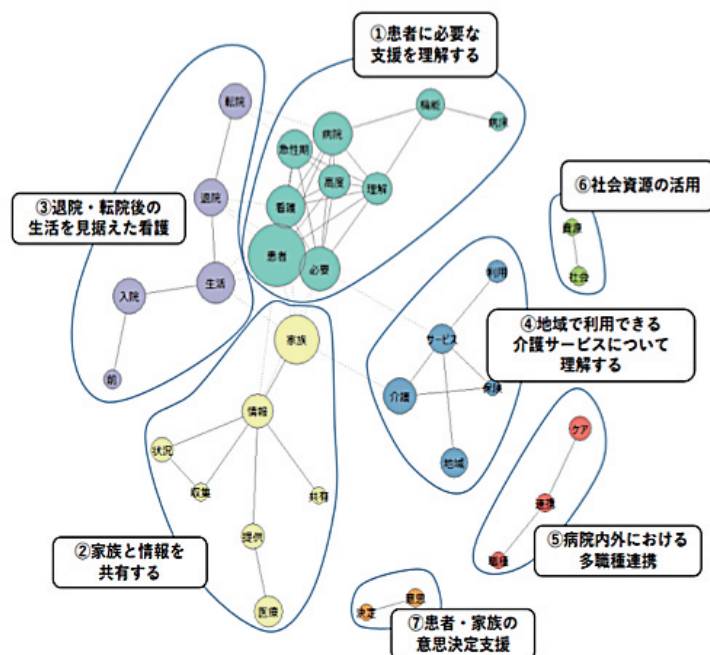 ①患者に必要な
支援を理解する
転院
機能
病床
病院
急性期
高度
理解
看護
患者
必要
退院
生活
入院
前
③退院・転院後の
生活を見据えた看護
⑥社会資源の活用
資源
社会
利用
サービス
保険
介護
地域
④地域で利用できる
介護サービスについて
理解する
家族
情報
状況
収集
共有
提供
医療
②家族と情報を
共有する
ケア
連携
職種
⑤病院内外における
多職種連携
意思
決定
⑦患者・家族の
意思決定支援